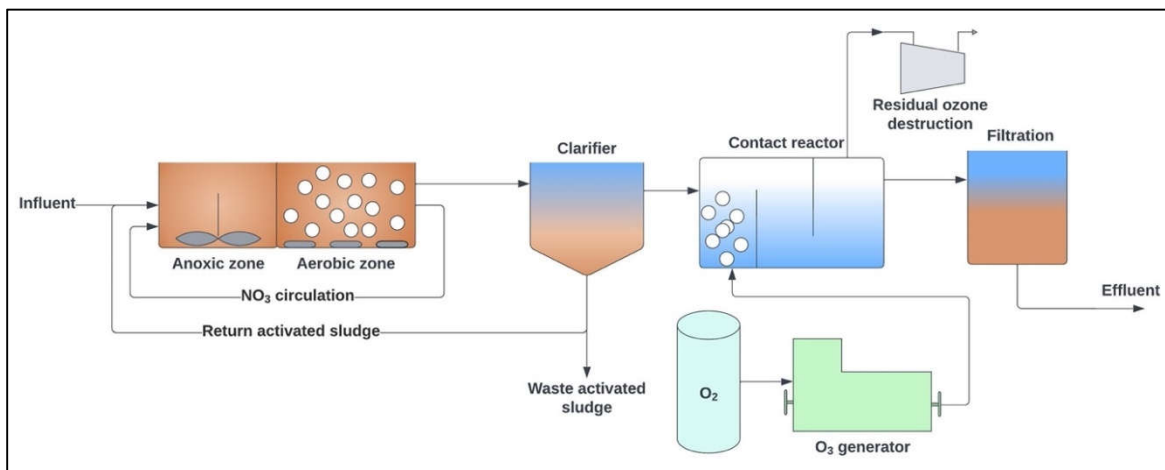 Residual ozone
destruction
Clarifier
Contact reactor
Filtration
Influent
Anoxic zone
Aerobic zone
NO₃ circulation
Effluent
Return activated sludge
Waste activated
sludge
O₂
O₃ generator